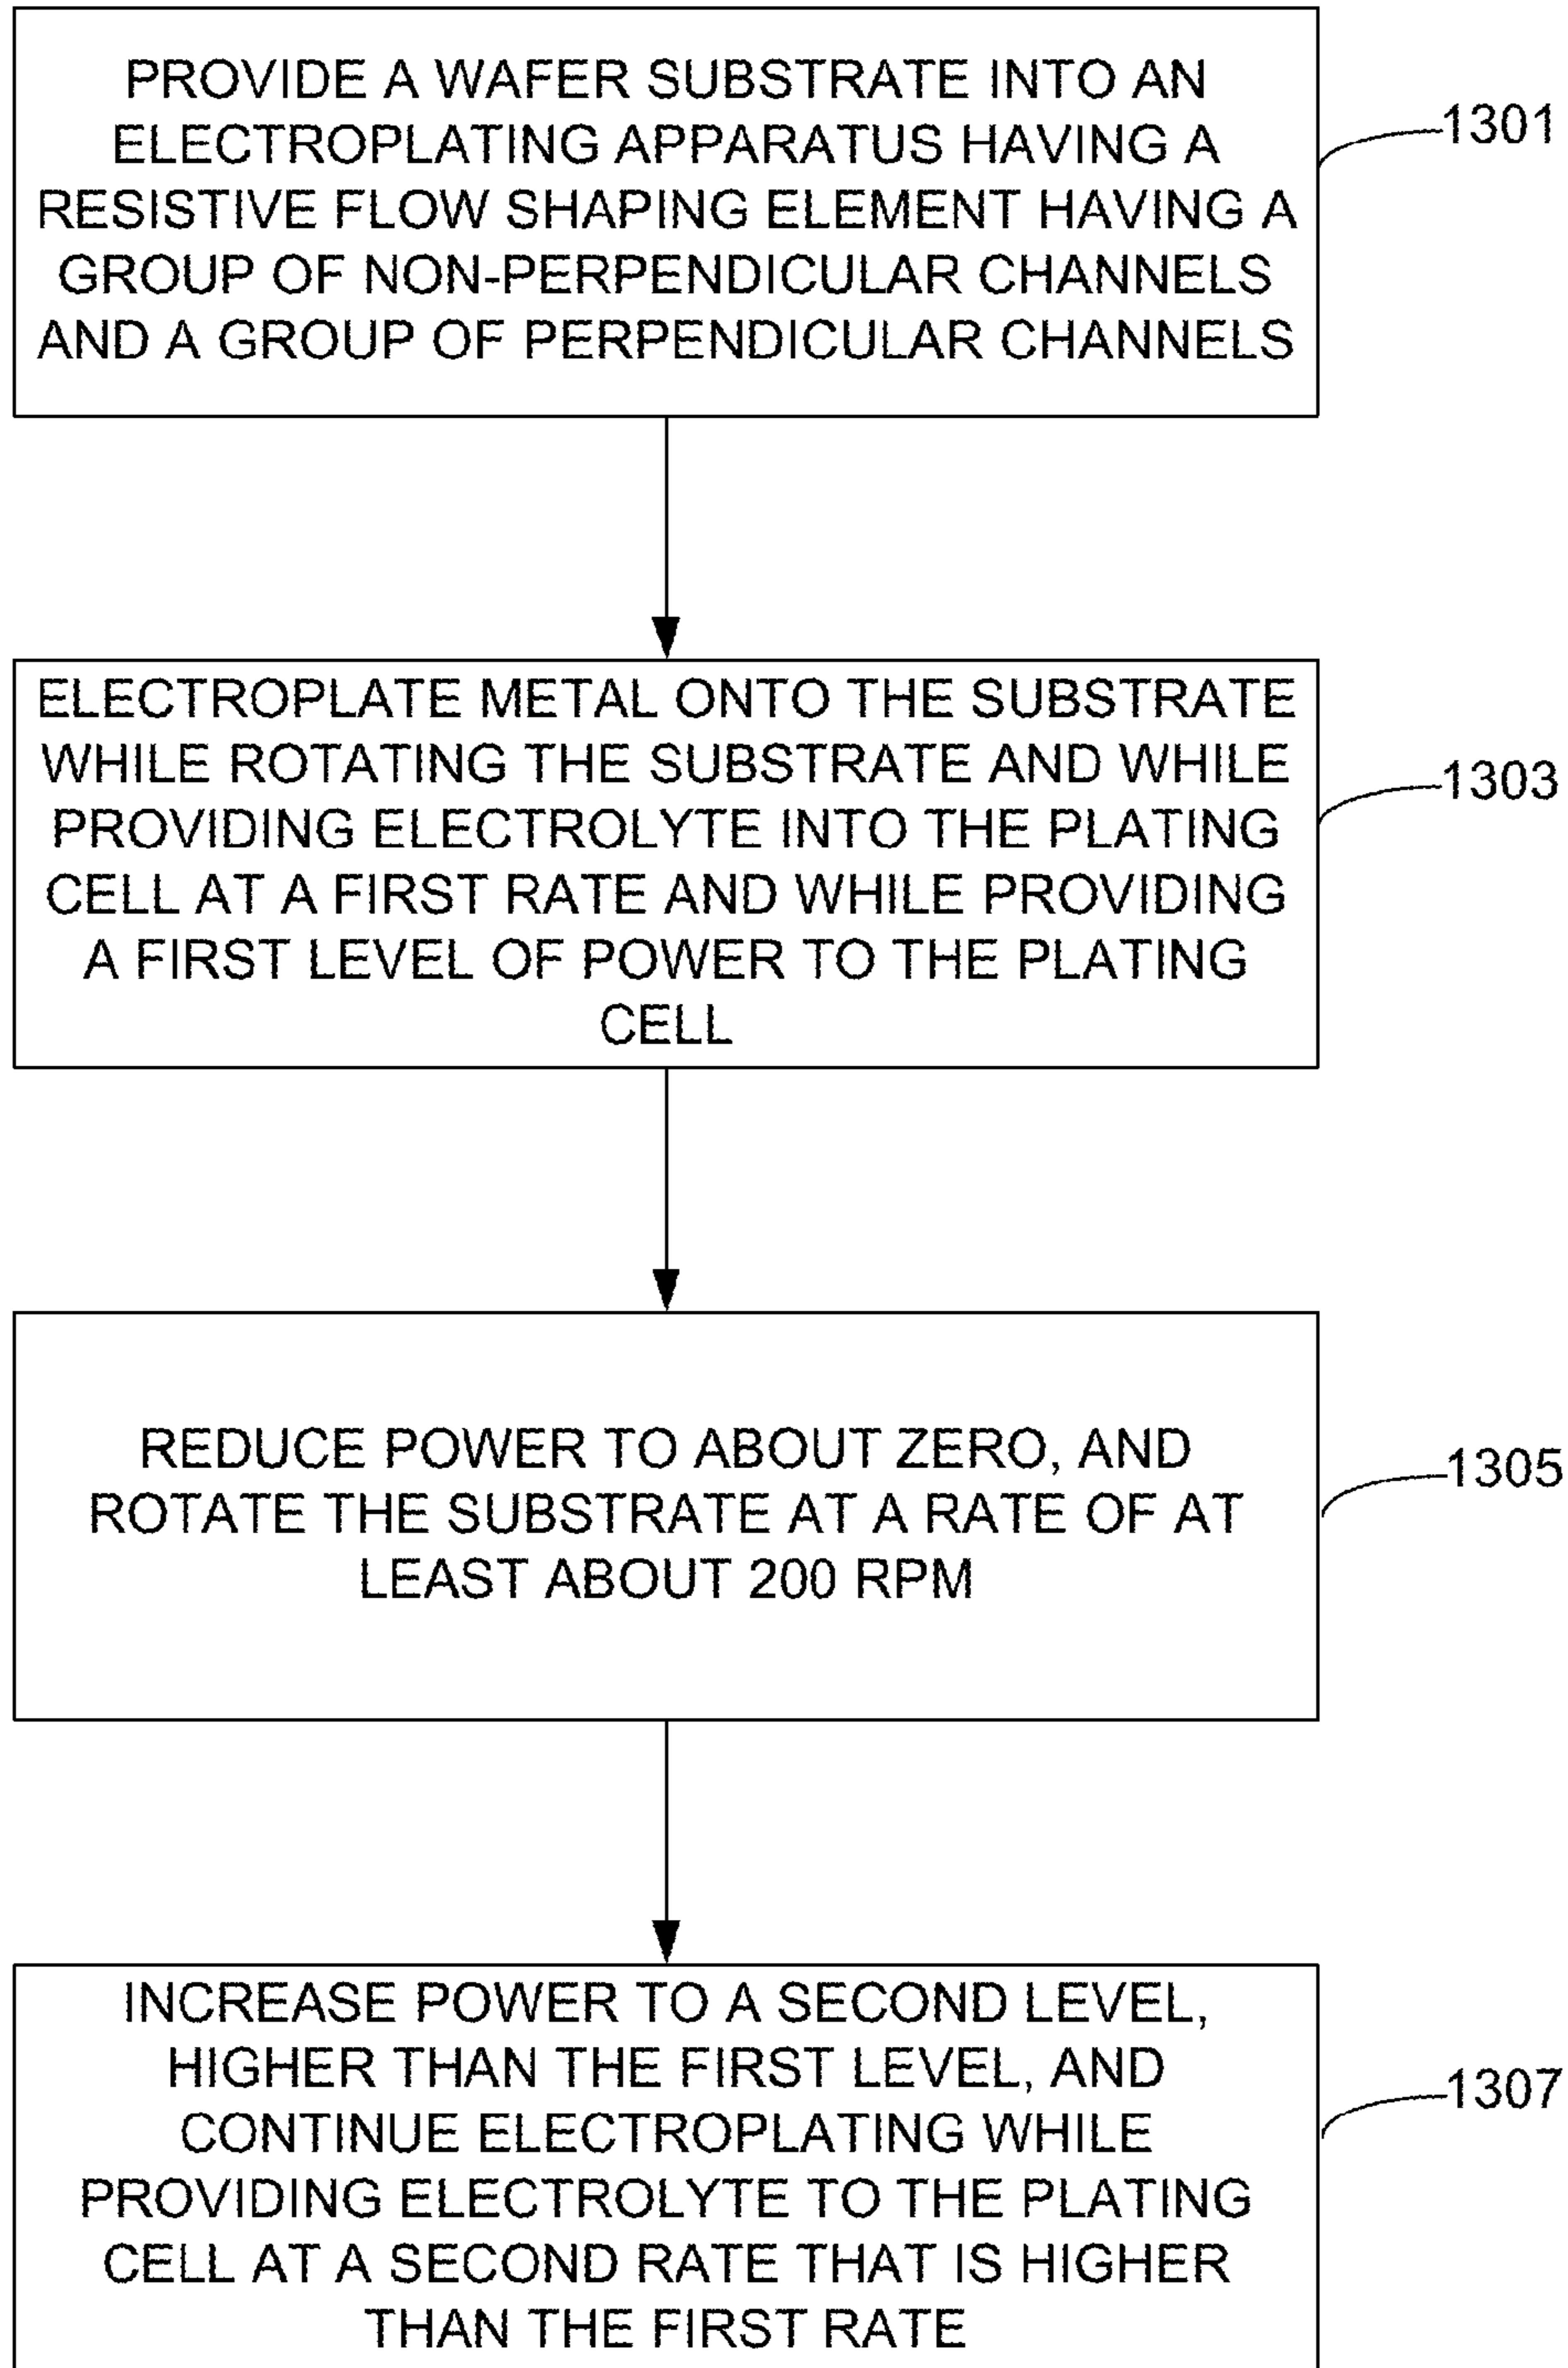 PROVIDE A WAFER SUBSTRATE INTO AN
ELECTROPLATING APPARATUS HAVING A
RESISTIVE FLOW SHAPING ELEMENT HAVING A
GROUP OF NON-PERPENDICULAR CHANNELS
AND A GROUP OF PERPENDICULAR CHANNELS
1301
ELECTROPLATE METAL ONTO THE SUBSTRATE
WHILE ROTATING THE SUBSTRATE AND WHILE
PROVIDING ELECTROLYTE INTO THE PLATING
CELL AT A FIRST RATE AND WHILE PROVIDING
A FIRST LEVEL OF POWER TO THE PLATING
CELL
1303
REDUCE POWER TO ABOUT ZERO, AND
ROTATE THE SUBSTRATE AT A RATE OF AT
LEAST ABOUT 200 RPM
1305
INCREASE POWER TO A SECOND LEVEL,
HIGHER THAN THE FIRST LEVEL, AND
CONTINUE ELECTROPLATING WHILE
PROVIDING ELECTROLYTE TO THE PLATING
CELL AT A SECOND RATE THAT IS HIGHER
THAN THE FIRST RATE
1307